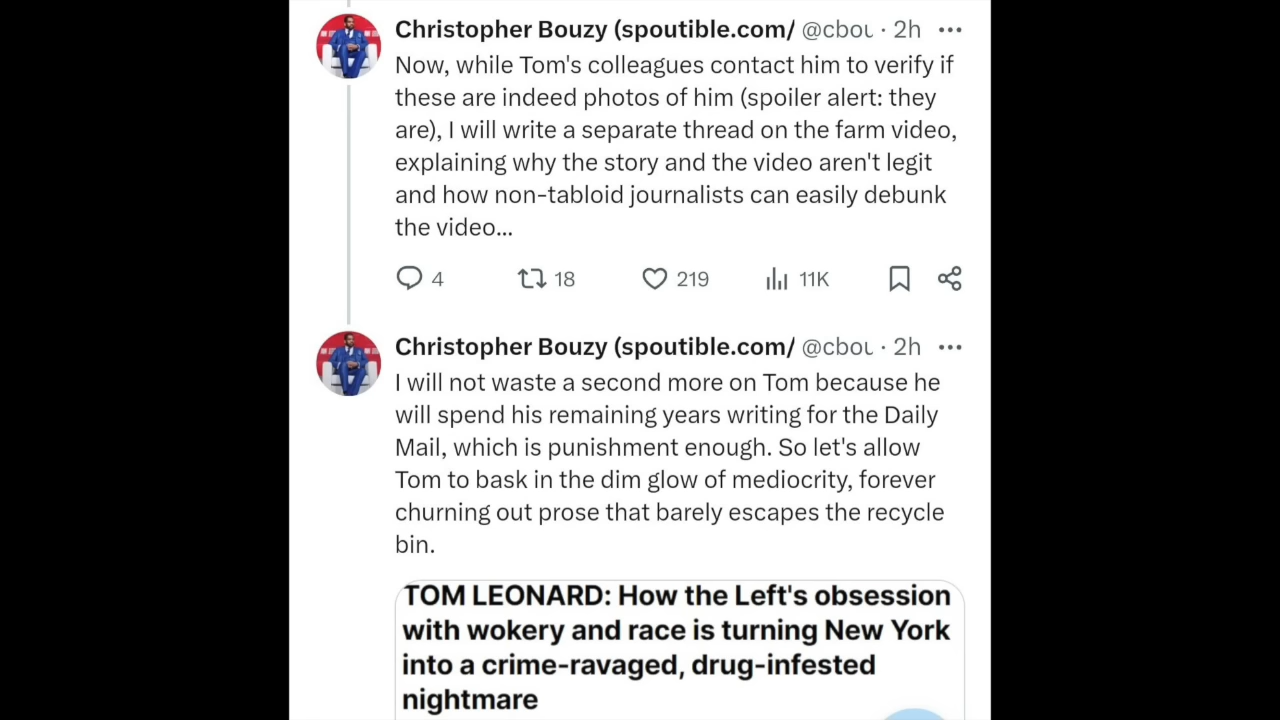 Christopher Bouzy (spoutible.com/ @cbou · 2h
Now, while Tom's colleagues contact him to verify if
these are indeed photos of him (spoiler alert: they
are), I will write a separate thread on the farm video,
explaining why the story and the video aren't legit
and how non-tabloid journalists can easily debunk
the video...
4 18 219 11K
Christopher Bouzy (spoutible.com/ @cbou · 2h
I will not waste a second more on Tom because he
will spend his remaining years writing for the Daily
Mail, which is punishment enough. So let's allow
Tom to bask in the dim glow of mediocrity, forever
churning out prose that barely escapes the recycle
bin.
TOM LEONARD: How the Left's obsession
with wokery and race is turning New York
into a crime-ravaged, drug-infested
nightmare